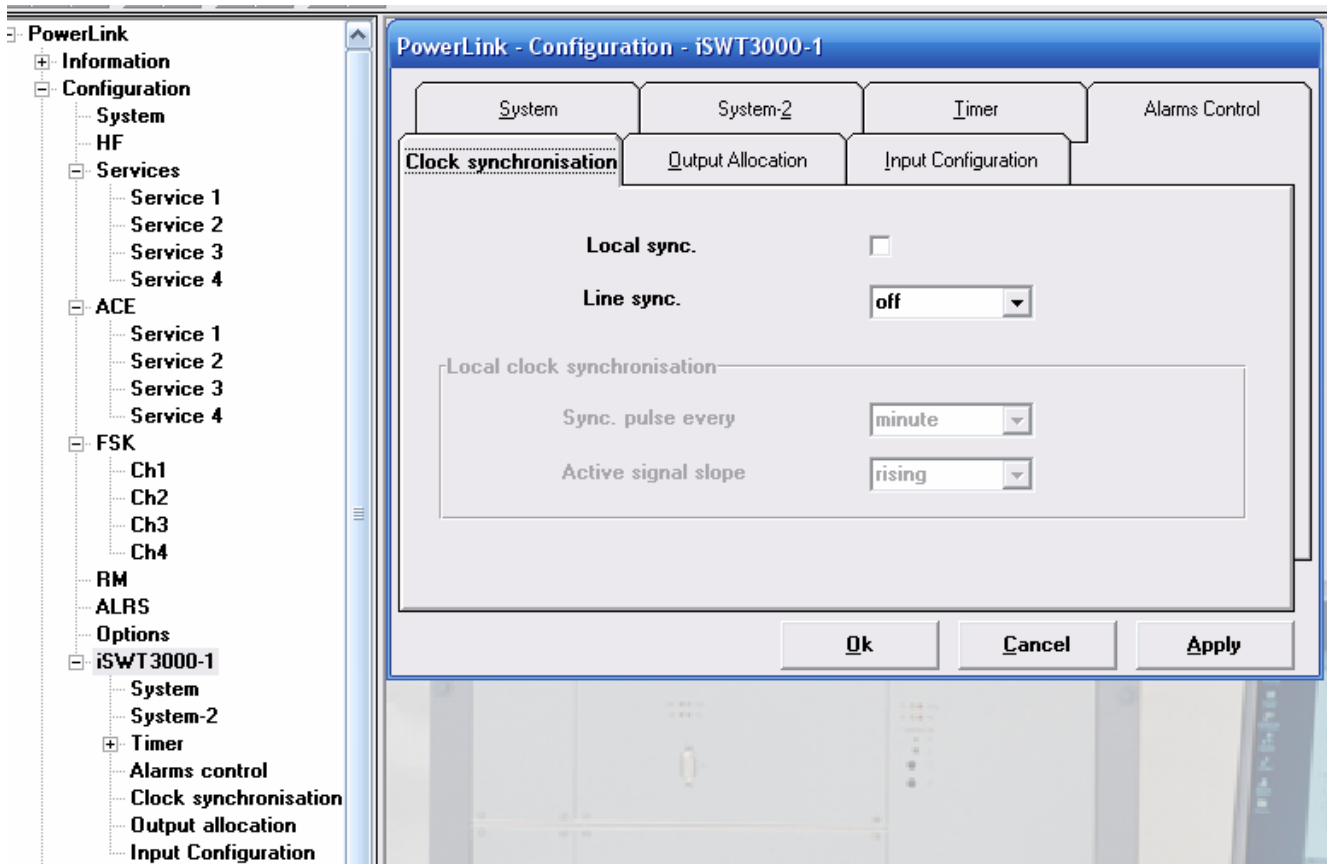 PowerLink
Information
Configuration
System
HF
Services
Service 1
Service 2
Service 3
Service 4
ACE
Service 1
Service 2
Service 3
Service 4
FSK
Ch1
Ch2
Ch3
Ch4
RM
ALRS
Options
iSWT3000-1
System
System-2
Timer
Alarms control
Clock synchronisation
Output allocation
Input Configuration
PowerLink - Configuration - iSWT3000-1
System System-2 Timer Alarms Control
Clock synchronisation Output Allocation Input Configuration
Local sync.
Line sync. off
Local clock synchronisation
Sync. pulse every minute
Active signal slope rising
Ok Cancel Apply